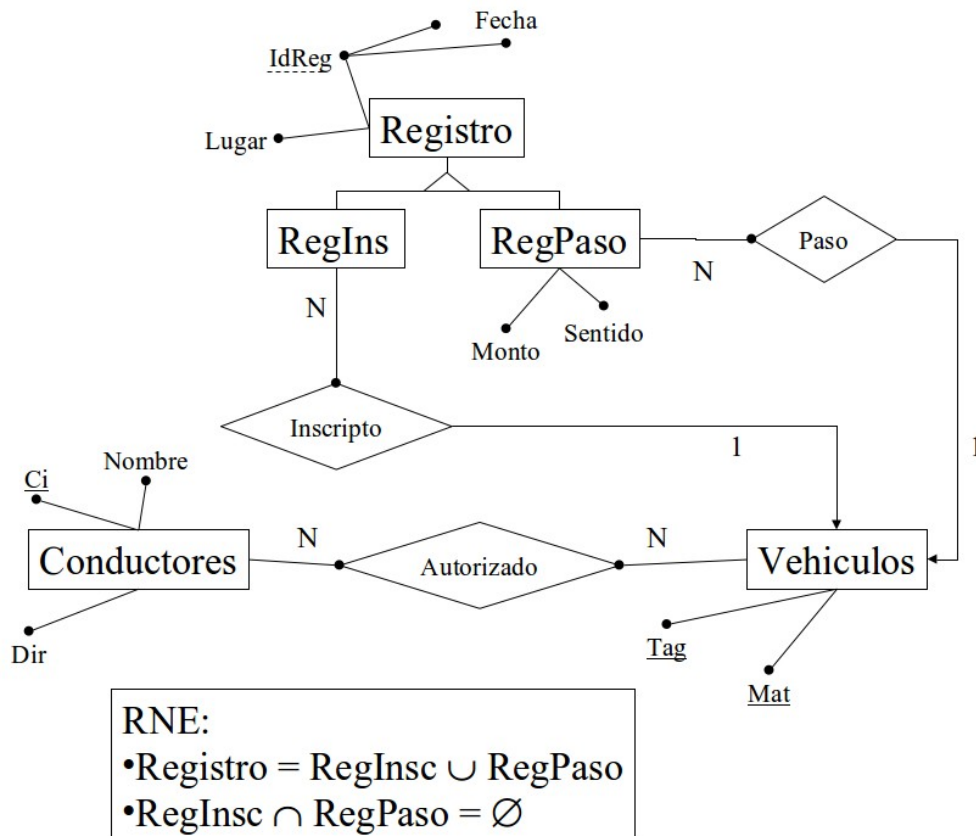 Fecha
IdReg
Lugar
Registro
RegIns
RegPaso
Paso
N
N
Monto
Sentido
Inscripto
1
1
Ci
Nombre
Conductores
N
Autorizado
N
Vehiculos
Dir
Tag
Mat
RNE:
•Registro = RegInsc ∪ RegPaso
•RegInsc ∩ RegPaso = ∅